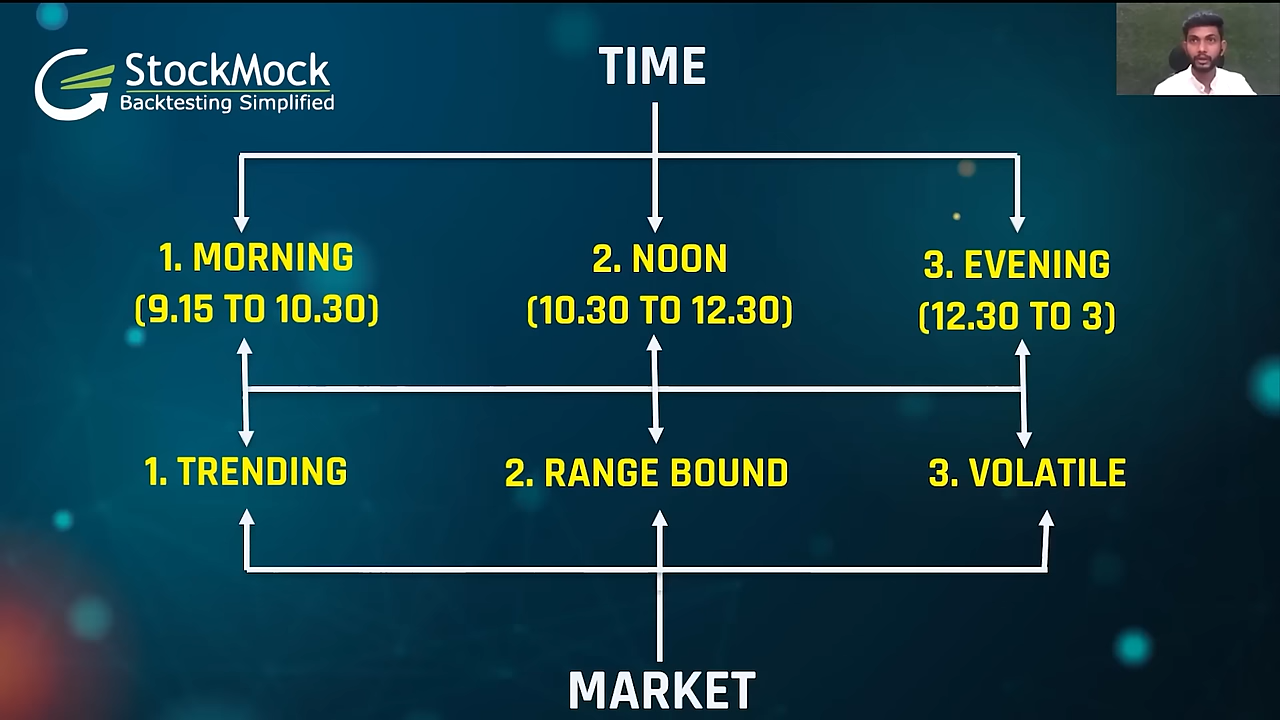 StockMock
Backtesting Simplified
TIME
1. MORNING
(9.15 TO 10.30)
2. NOON
(10.30 TO 12.30)
3. EVENING
(12.30 TO 3)
1. TRENDING
2. RANGE BOUND
3. VOLATILE
MARKET